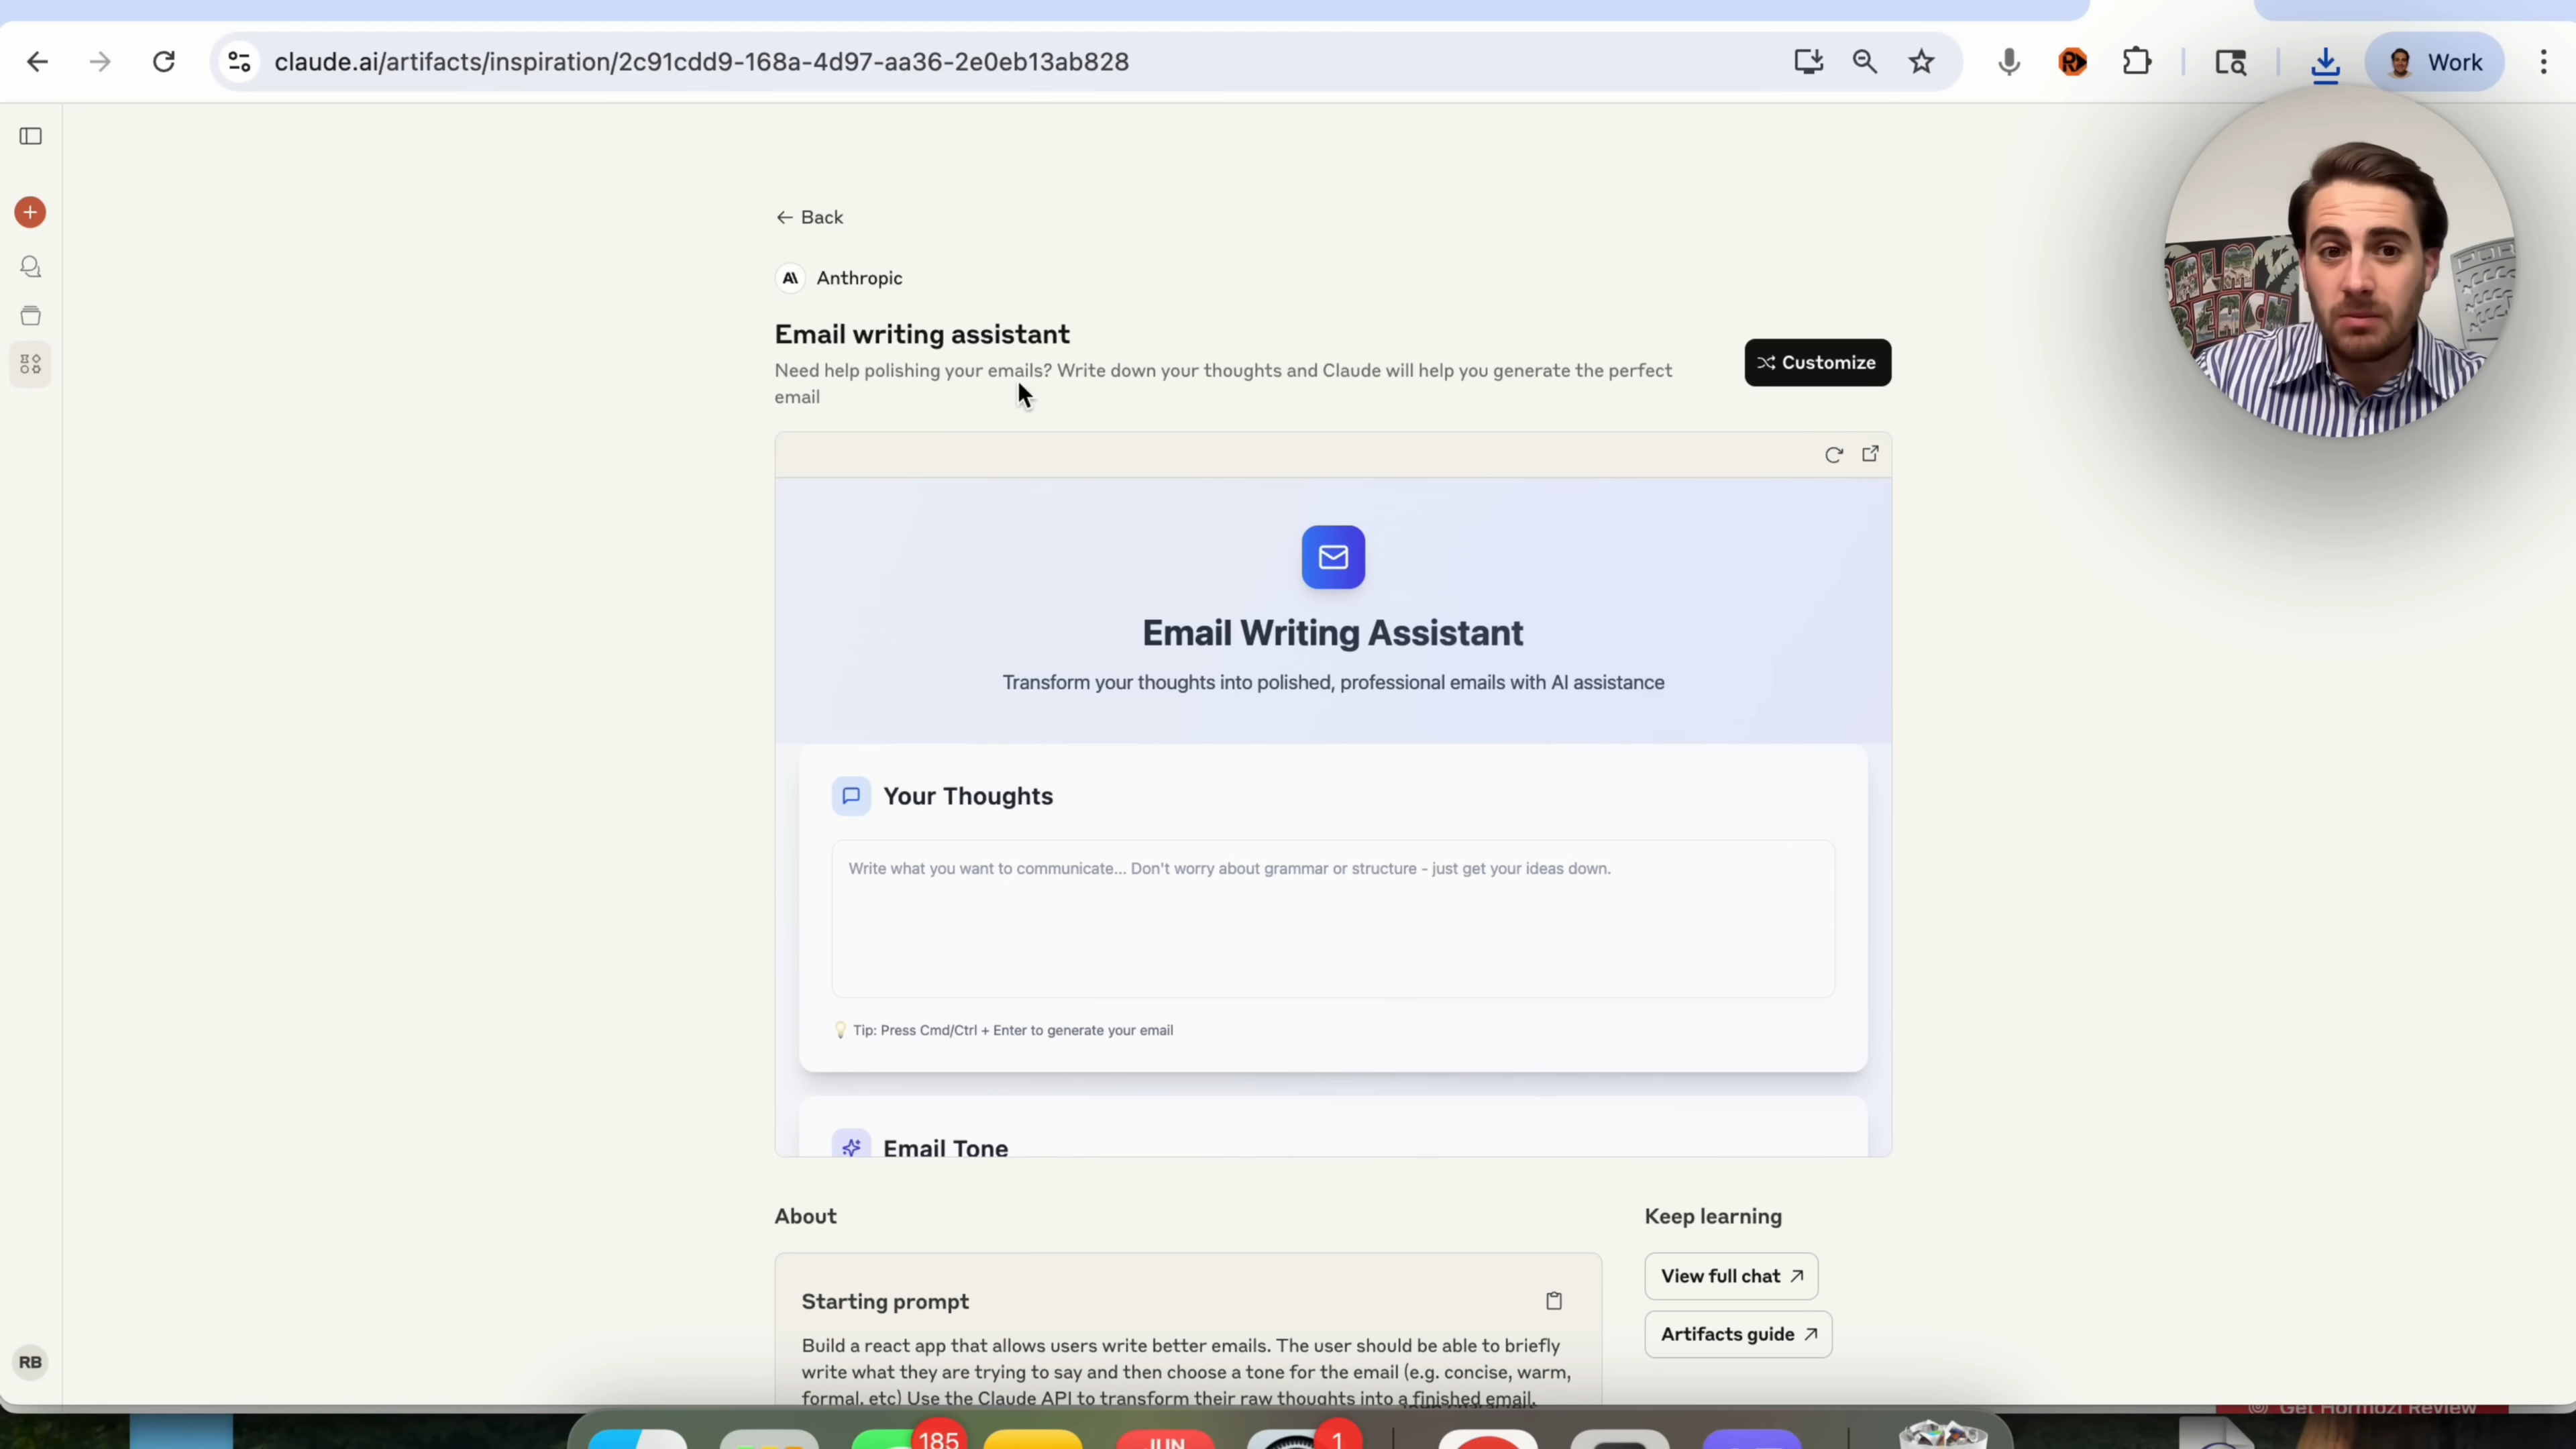 claude.ai/artifacts/inspiration/2c91cdd9-168a-4d97-aa36-2e0eb13ab828
Work
Back
Anthropic
Email writing assistant
Need help polishing your emails? Write down your thoughts and Claude will help you generate the perfect
email
Customize
Email Writing Assistant
Transform your thoughts into polished, professional emails with AI assistance
Your Thoughts
Write what you want to communicate... Don't worry about grammar or structure - just get your ideas down.
Tip: Press Cmd/Ctrl + Enter to generate your email
Email Tone
About
Keep learning
Starting prompt
View full chat
Build a react app that allows users write better emails. The user should be able to briefly
write what they are trying to say and then choose a tone for the email (e.g. concise, warm,
formal, etc) Use the Claude API to transform their raw thoughts into a finished email.
Artifacts guide
RB
Get Hormozi Review
185
JUN
1